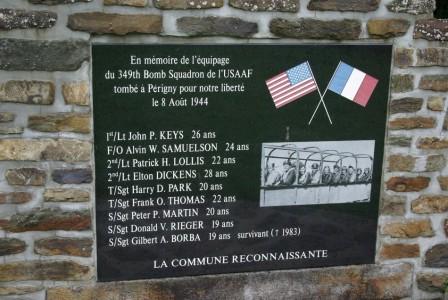 En mémoire de l'équipage
du 349th Bomb Squadron de l'USAAF
tombé à Périgny pour notre liberté
le 8 Août 1944
1st/Lt John P. KEYS 26 ans
F/O Alv W. SAMUELSON 24 ans
2nd/Lt Patrick H. LOLLIS 22 ans
2nd/Lt Elton DICKENS 28 ans
T/Sgt Harry D. PARK 20 ans
T/Sgt Frank O. THOMAS 22 ans
S/Sgt Peter P. MARTIN 20 ans
S/Sgt Donald V. RIEGER 19 ans
S/Sgt Gilbert A. BORBA 19 ans survivant († 1983)
LA COMMUNE RECONNAISSANTE